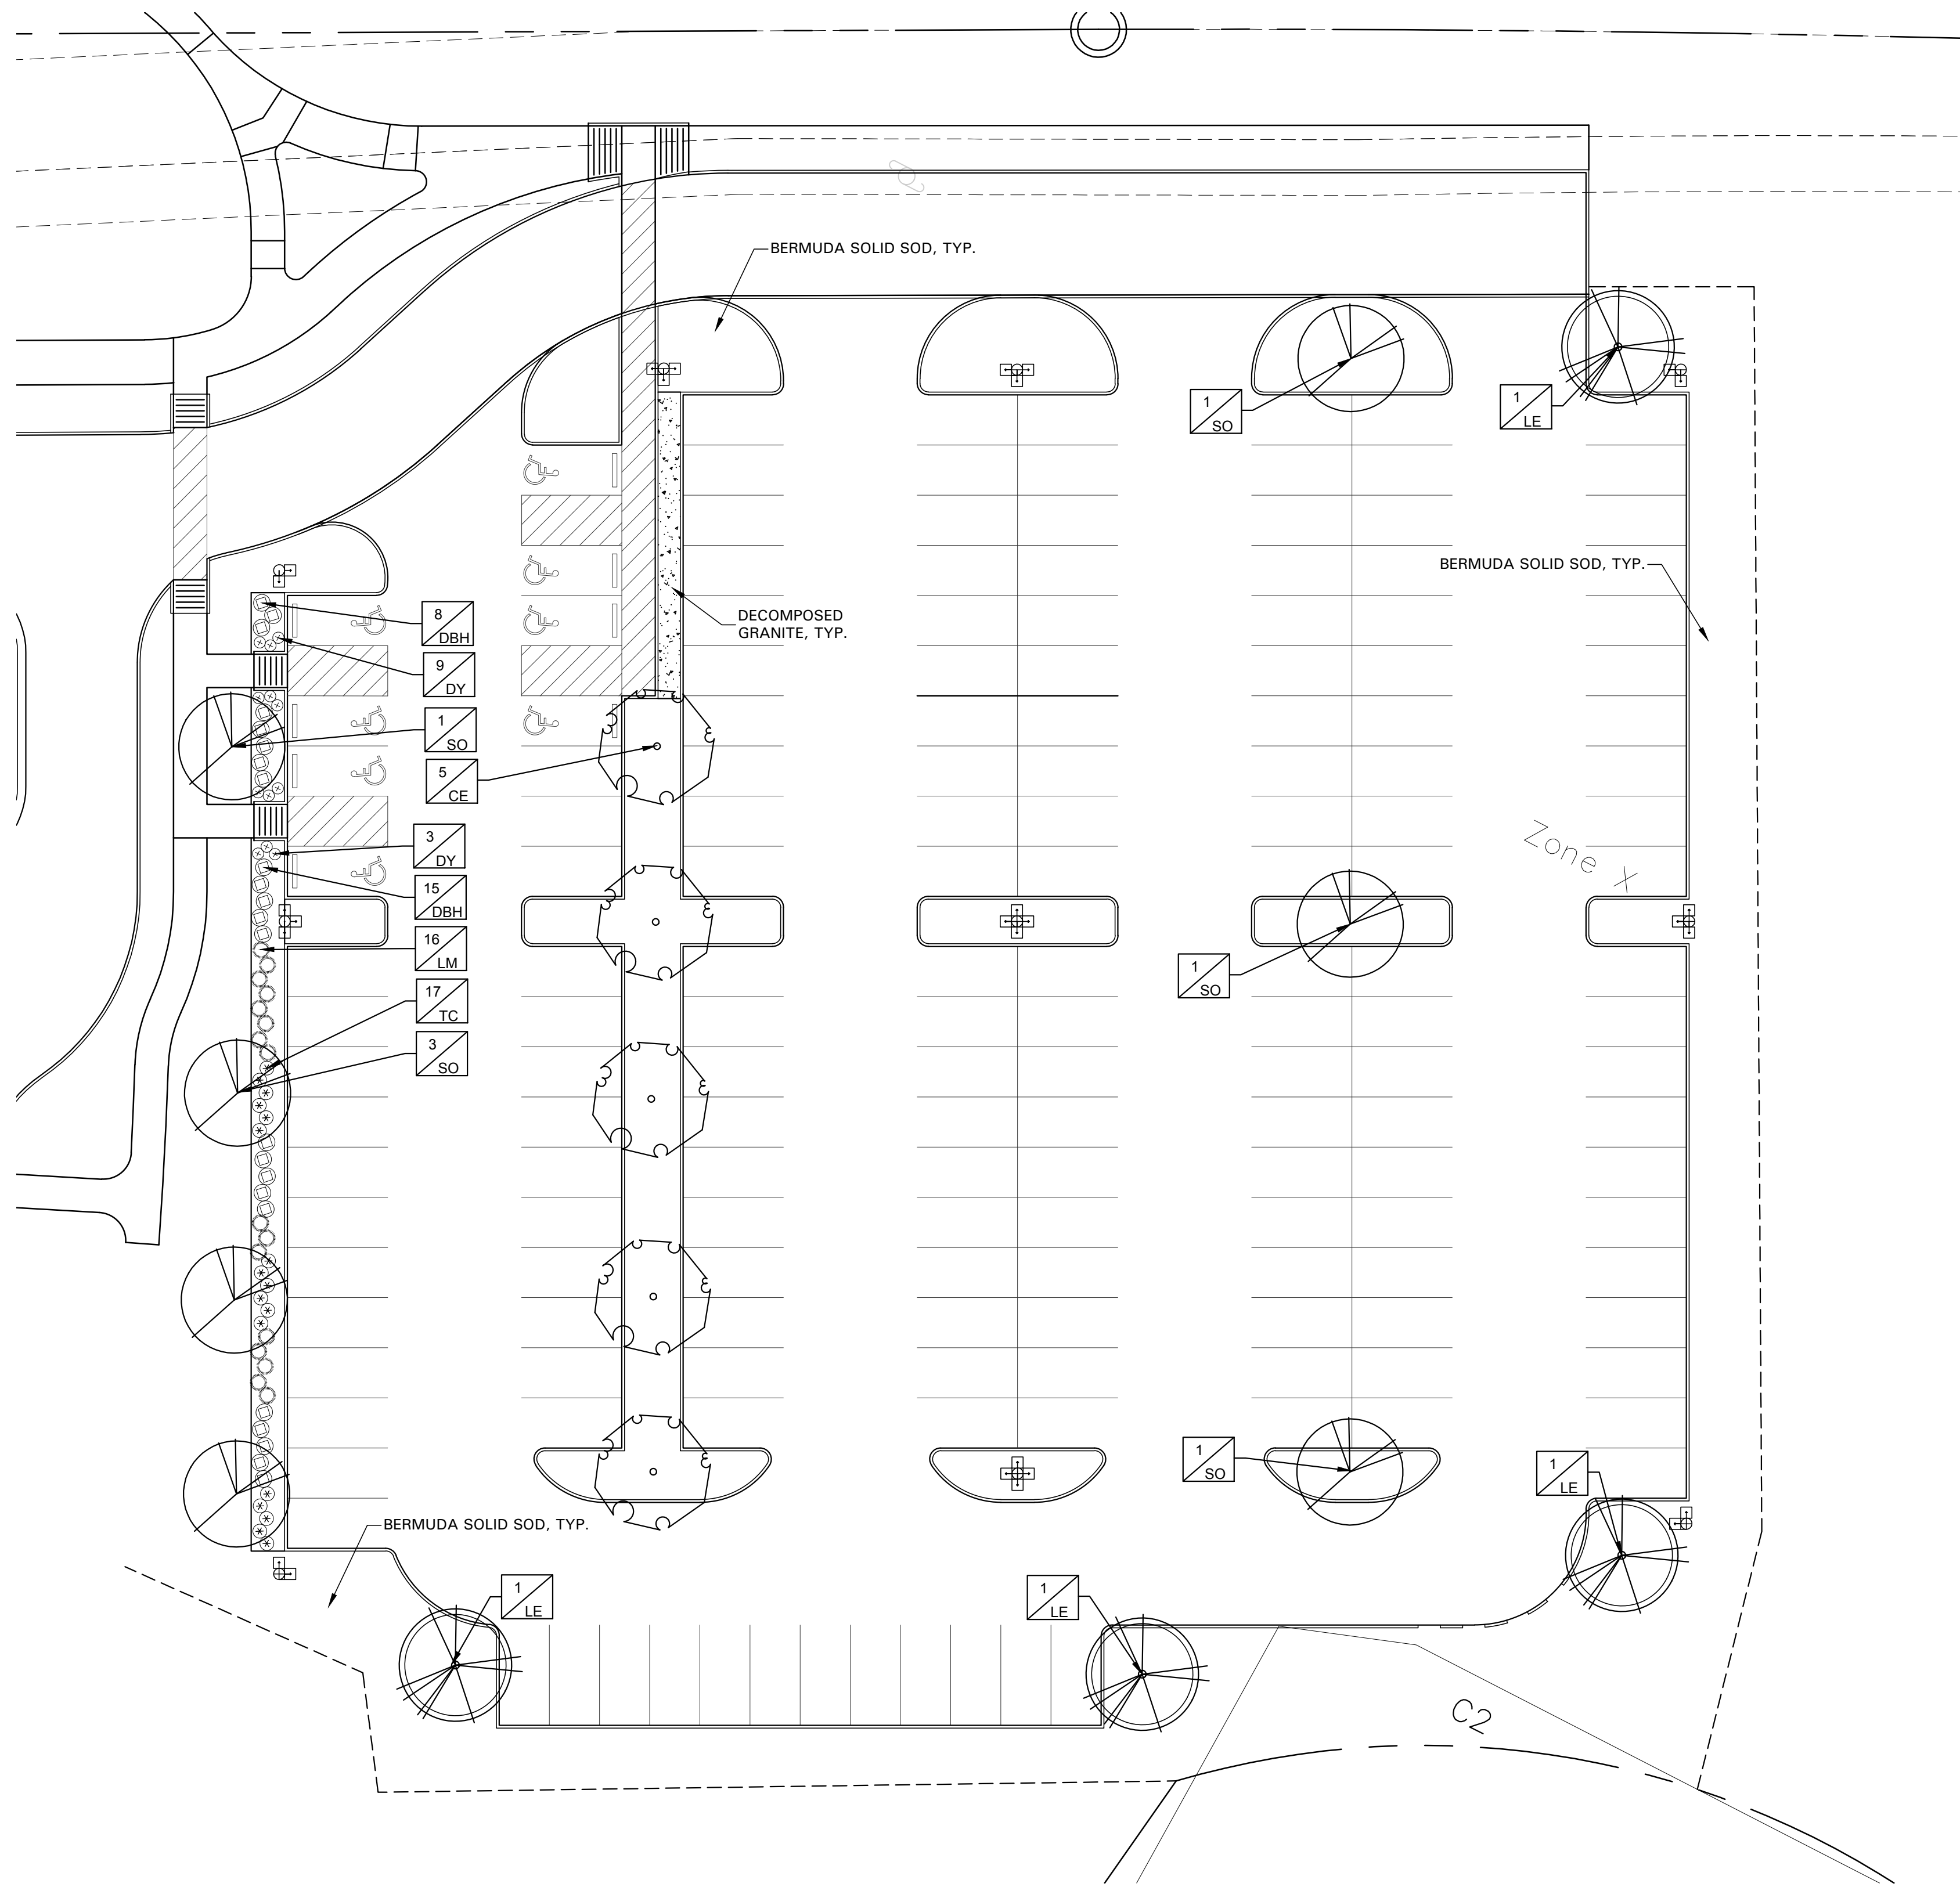 BERMUDA SOLID SOD, TYP.
1
SO
1
LE
BERMUDA SOLID SOD, TYP.
8
DBH
DECOMPOSED
GRANITE, TYP.
9
DY
1
SO
5
CE
3
DY
Zone X
15
DBH
16
LM
1
SO
17
TC
3
SO
1
SO
1
LE
BERMUDA SOLID SOD, TYP.
1
LE
1
LE
C2